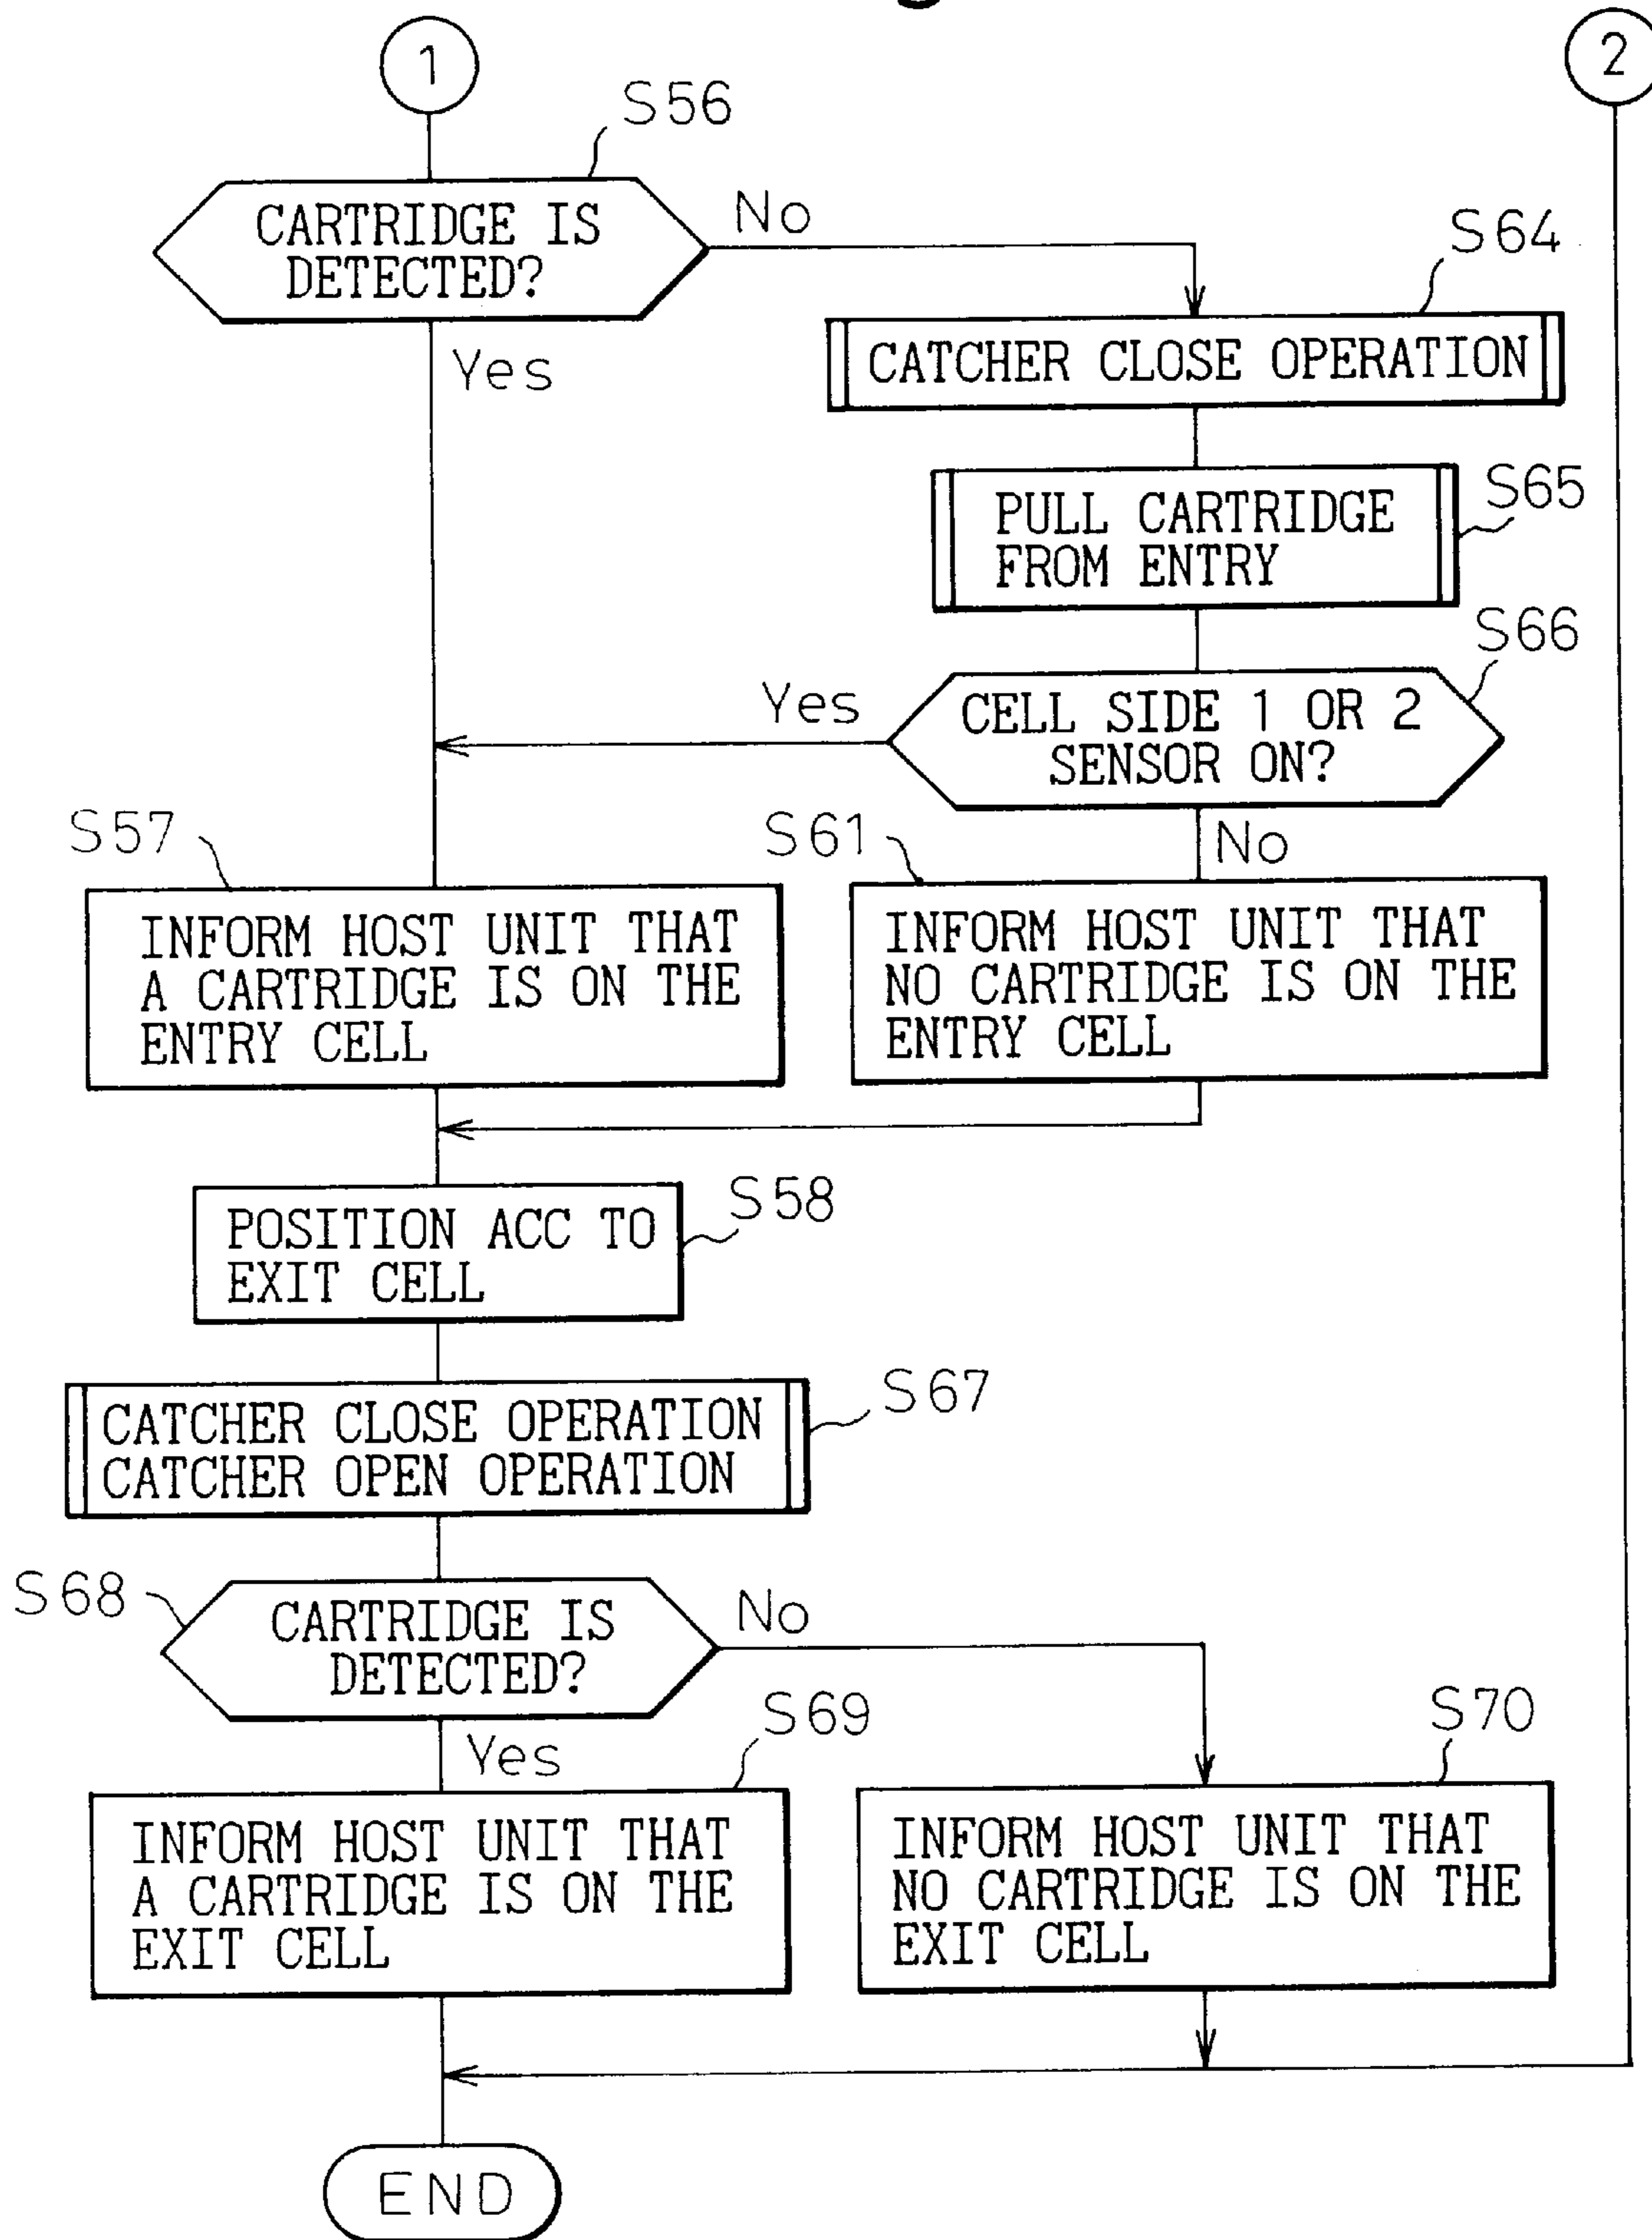 1
2
S56
CARTRIDGE IS
DETECTED?
No
Yes
S64
CATCHER CLOSE OPERATION
S65
PULL CARTRIDGE
FROM ENTRY
S66
CELL SIDE 1 OR 2
SENSOR ON?
Yes
No
S57
INFORM HOST UNIT THAT
A CARTRIDGE IS ON THE
ENTRY CELL
S61
INFORM HOST UNIT THAT
NO CARTRIDGE IS ON THE
ENTRY CELL
S58
POSITION ACC TO
EXIT CELL
S67
CATCHER CLOSE OPERATION
CATCHER OPEN OPERATION
S68
CARTRIDGE IS
DETECTED?
No
Yes
S69
INFORM HOST UNIT THAT
A CARTRIDGE IS ON THE
EXIT CELL
S70
INFORM HOST UNIT THAT
NO CARTRIDGE IS ON THE
EXIT CELL
END